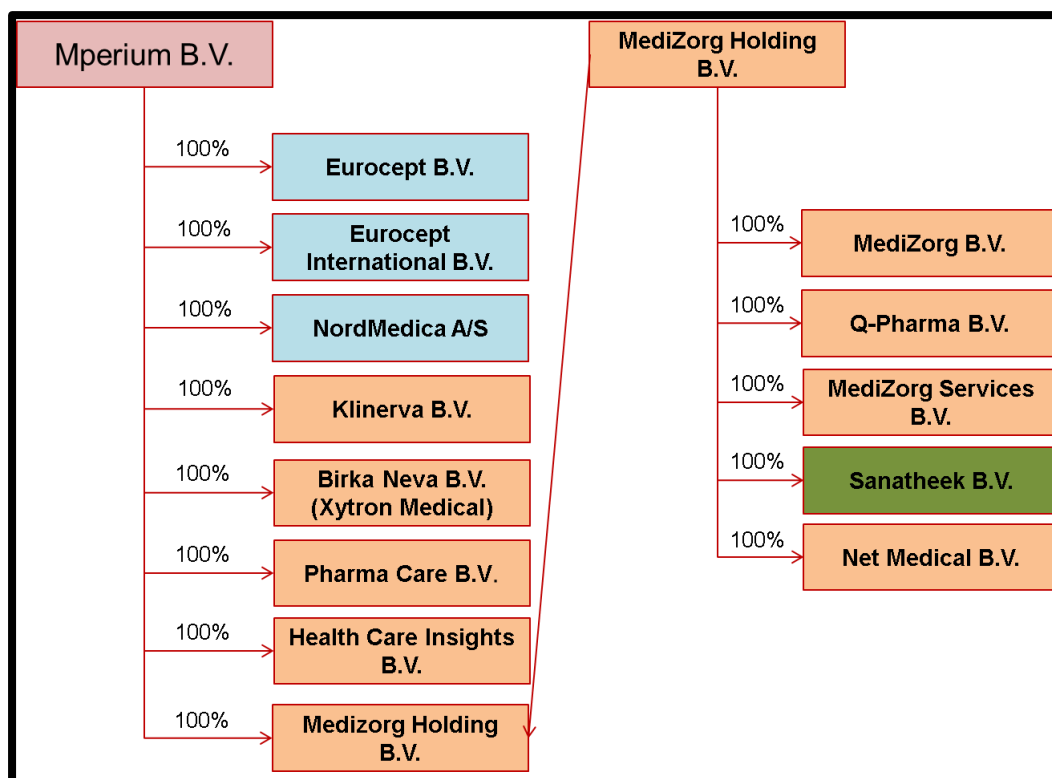 Mperium B.V.
100%
Eurocept B.V.
100%
Eurocept
International B.V.
100%
NordMedica A/S
100%
Klinerva B.V.
100%
Birka Neva B.V.
(Xytron Medical)
100%
Pharma Care B.V.
100%
Health Care Insights
B.V.
100%
Medizorg Holding
B.V.
MediZorg Holding
B.V.
100%
MediZorg B.V.
100%
Q-Pharma B.V.
100%
MediZorg Services
B.V.
100%
Sanatheek B.V.
100%
Net Medical B.V.